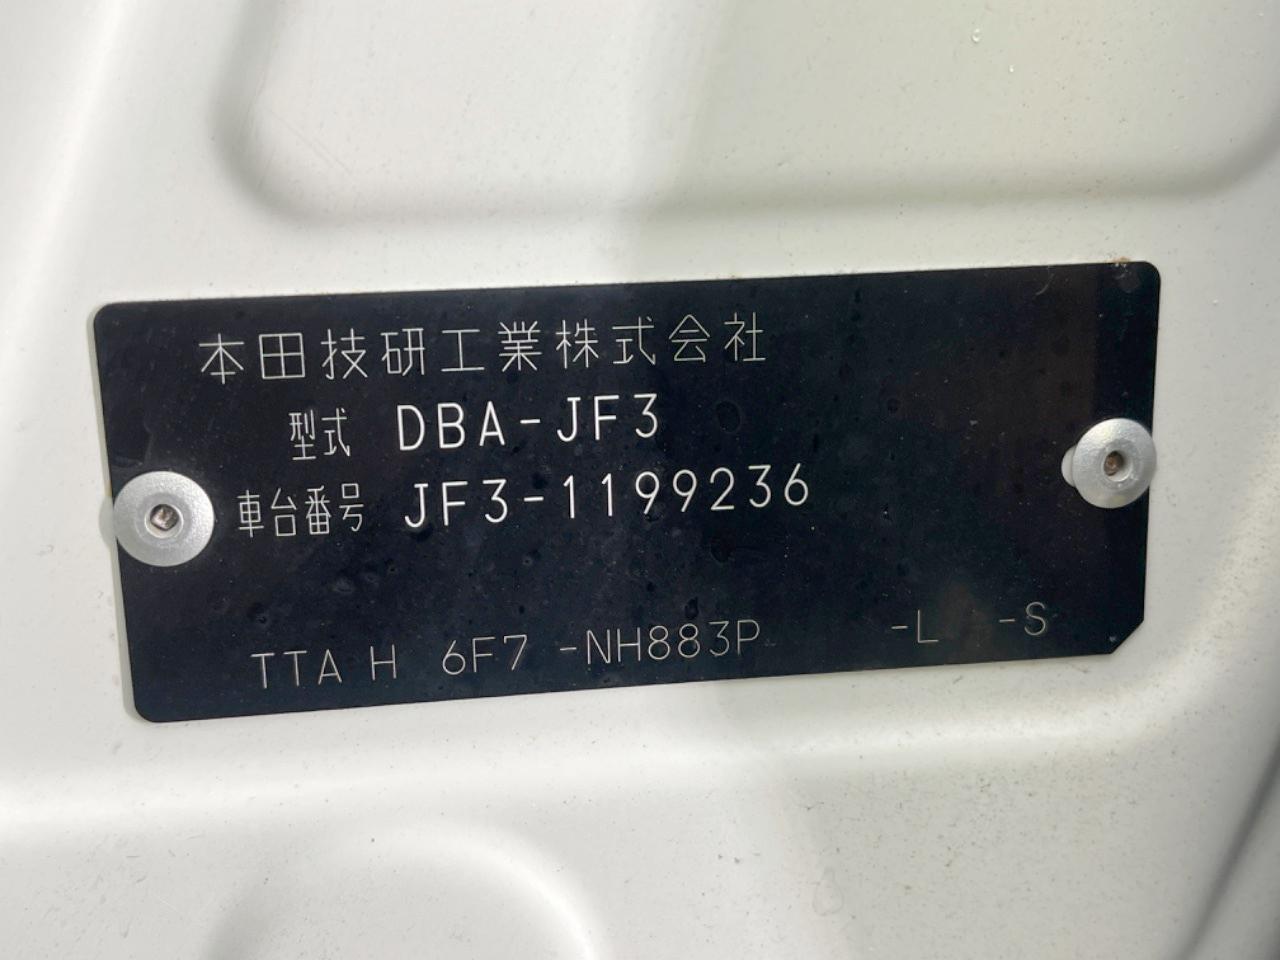 本田技研工業株式会社
型式 DBA-JF3
車台番号 JF3-1199236
TTA H 6F7 -NH883P -L -S